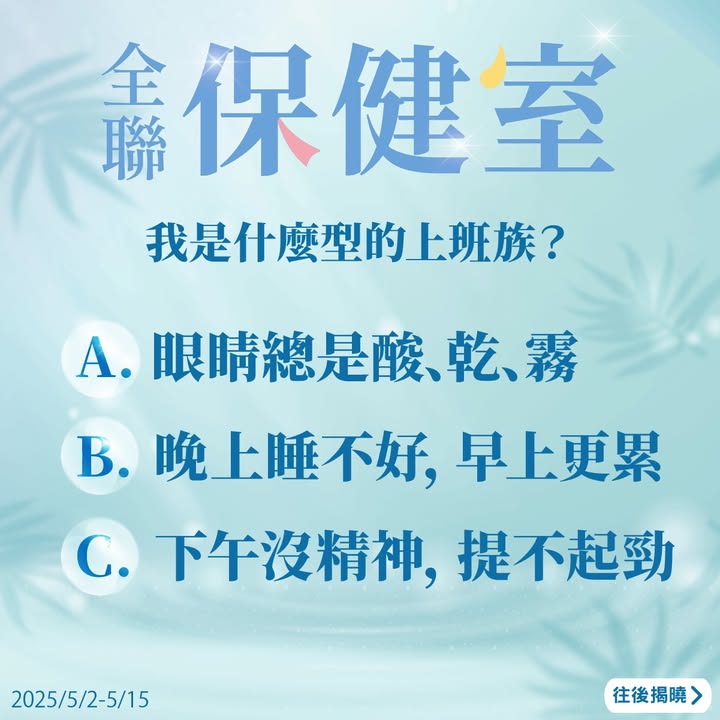 全聯 保健室
我是什麼型的上班族？
A. 眼睛總是酸、乾、霧
B. 晚上睡不好, 早上更累
C. 下午沒精神, 提不起勁
2025/5/2-5/15
往後揭曉